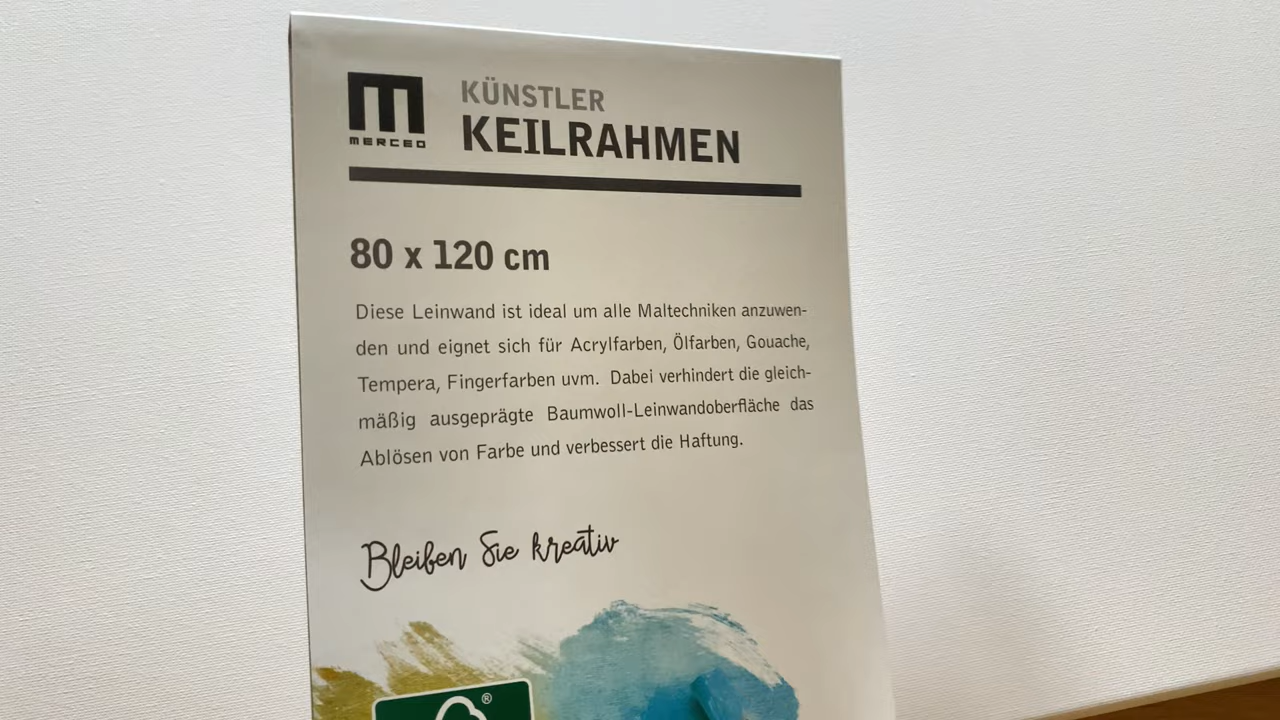 MERCEO
KÜNSTLER
KEILRAHMEN
80 x 120 cm
Diese Leinwand ist ideal um alle Maltechniken anzuwen-
den und eignet sich für Acrylfarben, Ölfarben, Gouache,
Tempera, Fingerfarben uvm. Dabei verhindert die gleich-
mäßig ausgeprägte Baumwoll-Leinwandoberfläche das
Ablösen von Farbe und verbessert die Haftung.
Bleiben Sie kreativ
®